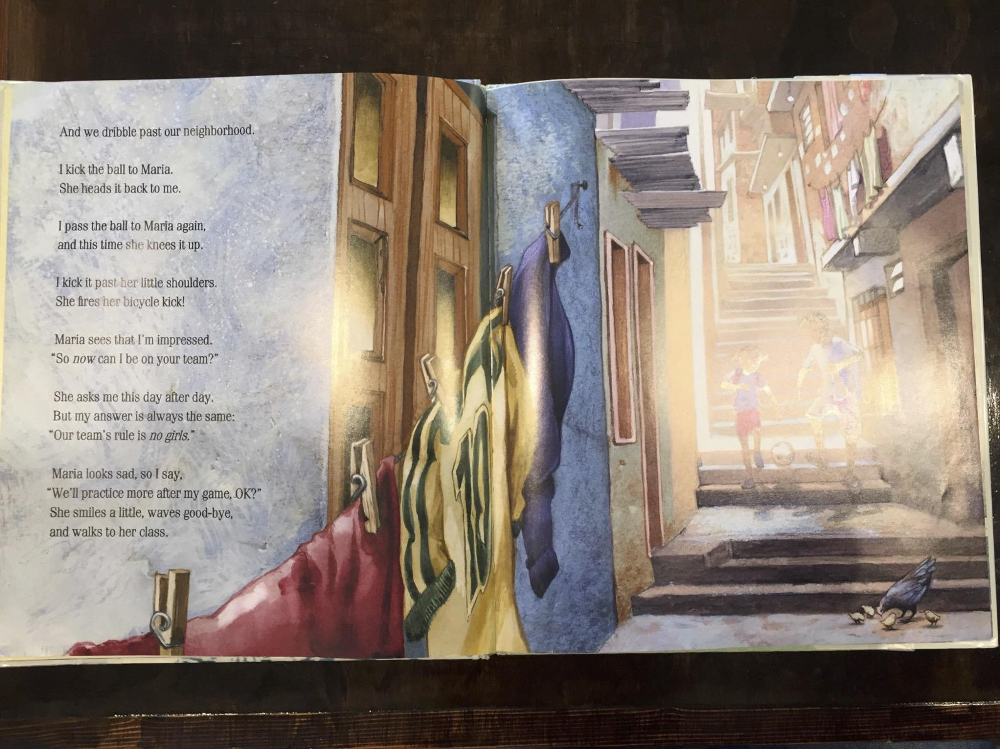 And we dribble past our neighborhood.
I kick the ball to Maria.
She heads it back to me.
I pass the ball to Maria again,
and this time she knees it up.
I kick it past her little shoulders.
She fires her bicycle kick!
Maria sees that I'm impressed.
"So now can I be on your team?"
She asks me this day after day.
But my answer is always the same:
"Our team's rule is no girls."
Maria looks sad, so I say,
"We'll practice more after my game, OK?"
She smiles a little, waves good-bye,
and walks to her class.